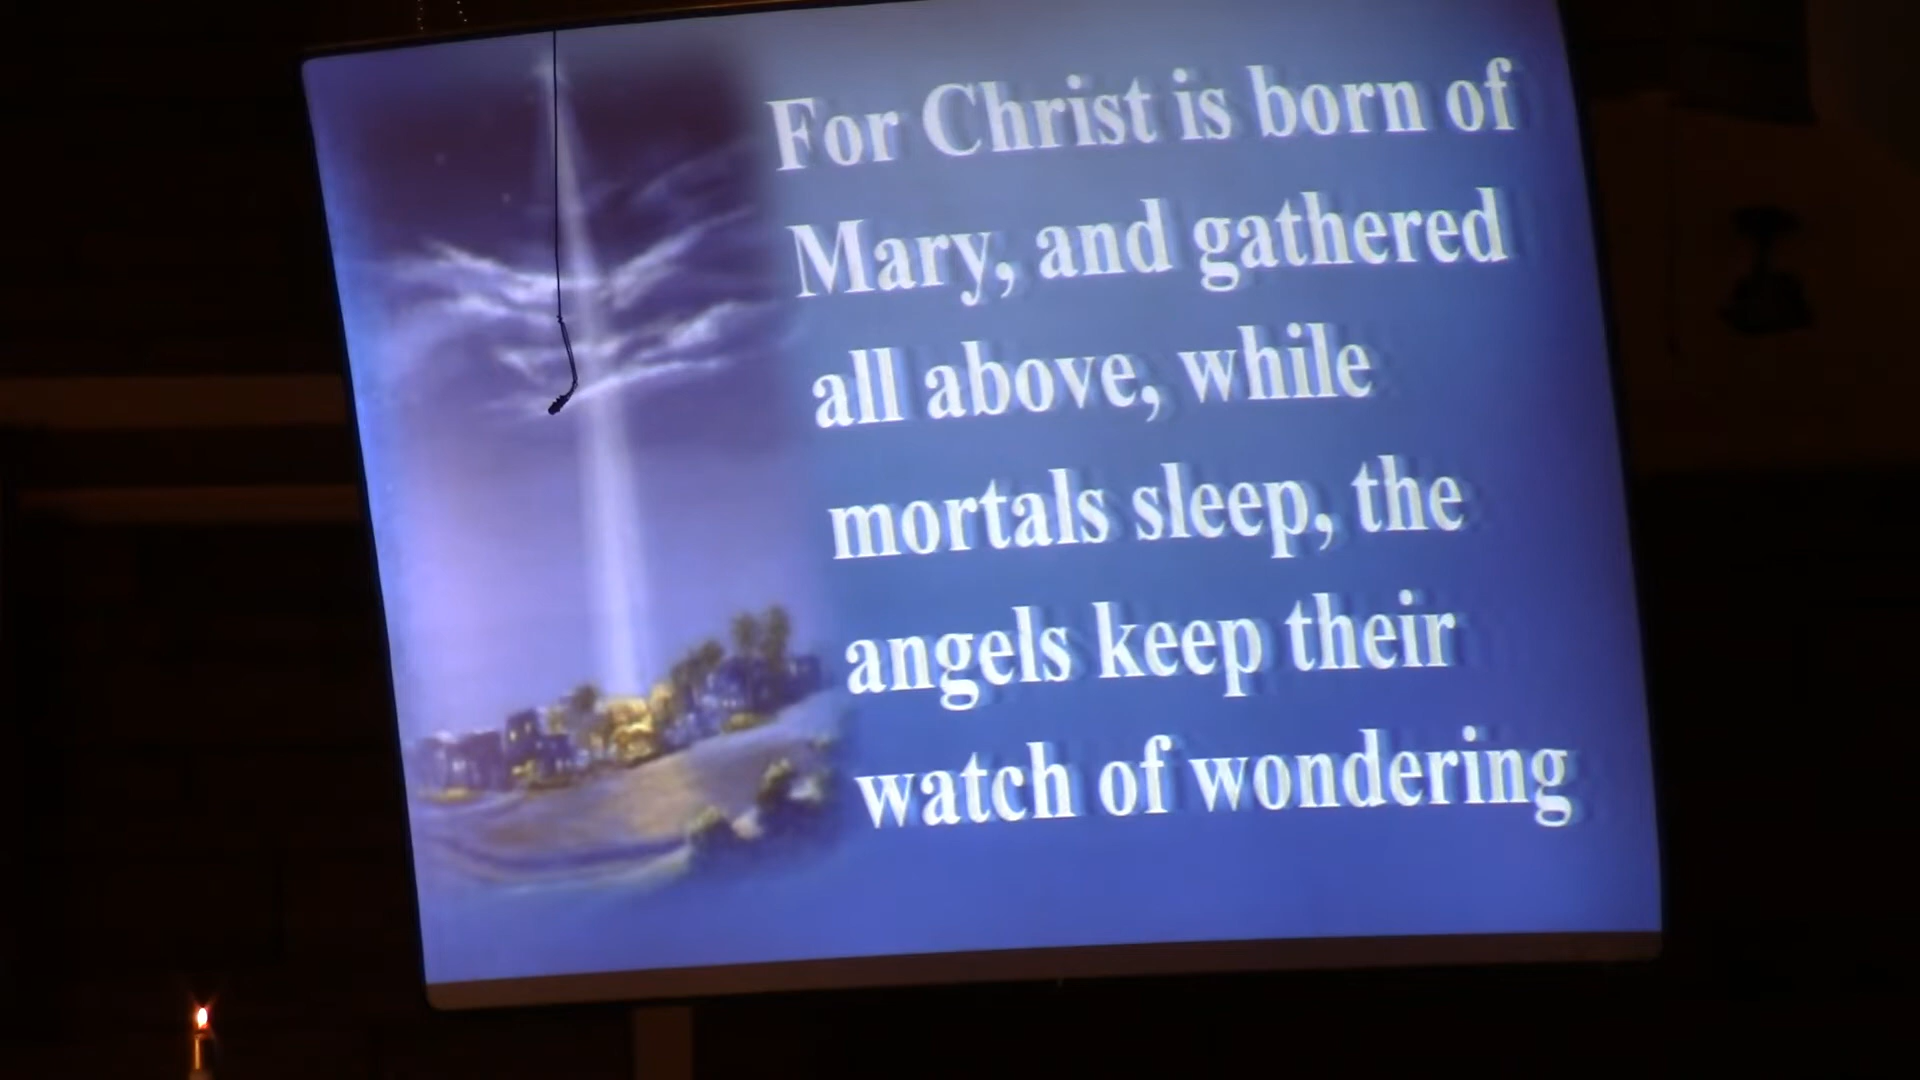 For Christ is born of
Mary, and gathered
all above, while
mortals sleep, the
angels keep their
watch of wondering